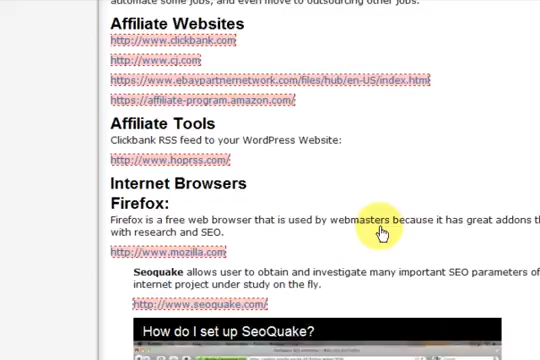 automate some jobs, and even move to outsourcing other jobs.
Affiliate Websites
http://www.clickbank.com
http://www.cj.com
https://www.ebaypartnernetwork.com/files/hub/en-US/index.html
https://affiliate-program.amazon.com/
Affiliate Tools
Clickbank RSS feed to your WordPress Website:
http://www.hoprss.com/
Internet Browsers
Firefox:
Firefox is a free web browser that is used by webmasters because it has great addons
with research and SEO.
http://www.mozilla.com
Seoquake allows user to obtain and investigate many important SEO parameters of
internet project under study on the fly.
http://www.seoquake.com/
How do I set up SeoQuake?